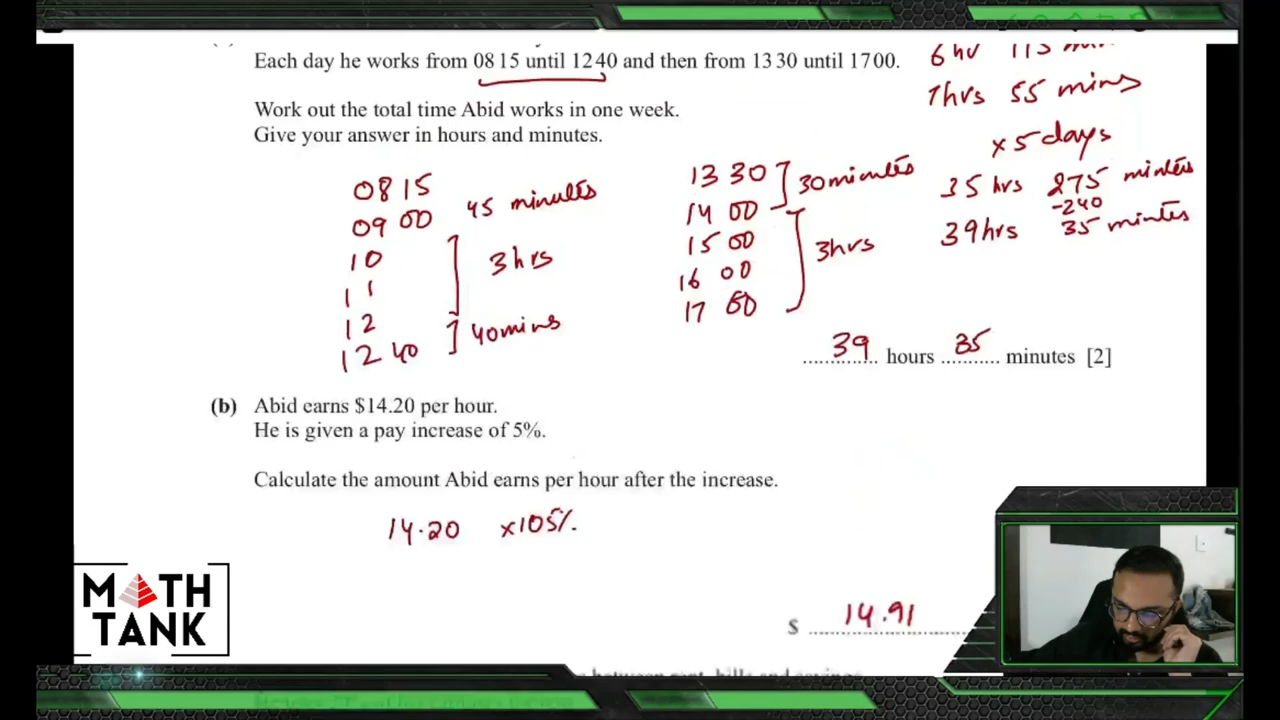 Each day he works from 08 15 until 12 40 and then from 13 30 until 17 00.
6 hr 115
7hrs 55 mins
Work out the total time Abid works in one week.
Give your answer in hours and minutes.
x 5 days
08 15
09 00 45 minutes
10
11 3 hrs
12
12 40 40mins
13 30
14 00 30 minutes
15 00
16 00 3hrs
17 00
35 hrs 275 minutes
-240
39hrs 35 minutes
39 hours 35 minutes [2]
(b) Abid earns $14.20 per hour.
He is given a pay increase of 5%.
Calculate the amount Abid earns per hour after the increase.
14.20 x105%
$ 14.91
MATH
TANK